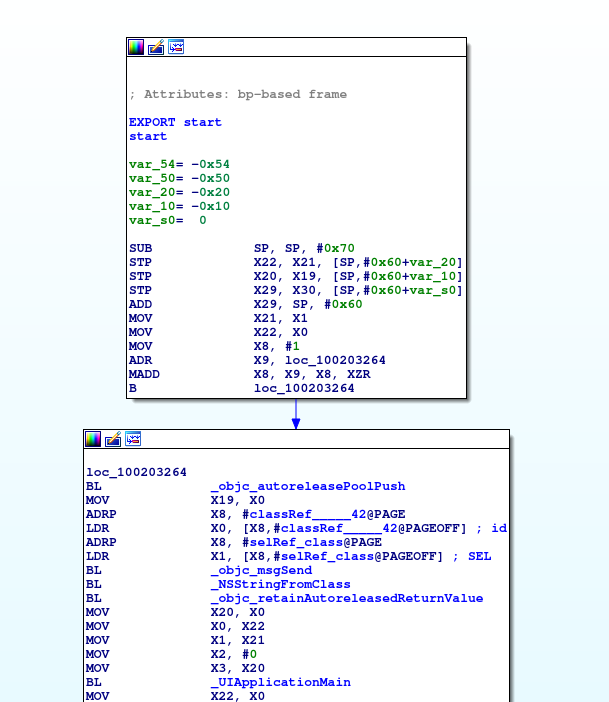 ; Attributes: bp-based frame
EXPORT start
start
var_54= -0x54
var_50= -0x50
var_20= -0x20
var_10= -0x10
var_s0=  0
SUB SP, SP, #0x70
STP X22, X21, [SP,#0x60+var_20]
STP X20, X19, [SP,#0x60+var_10]
STP X29, X30, [SP,#0x60+var_s0]
ADD X29, SP, #0x60
MOV X21, X1
MOV X22, X0
MOV X8, #1
ADR X9, loc_100203264
MADD X8, X9, X8, XZR
B loc_100203264
loc_100203264
BL _objc_autoreleasePoolPush
MOV X19, X0
ADRP X8, #classRef_____42@PAGE
LDR X0, [X8,#classRef_____42@PAGEOFF] ; id
ADRP X8, #selRef_class@PAGE
LDR X1, [X8,#selRef_class@PAGEOFF] ; SEL
BL _objc_msgSend
BL _NSStringFromClass
BL _objc_retainAutoreleasedReturnValue
MOV X20, X0
MOV X0, X22
MOV X1, X21
MOV X2, #0
MOV X3, X20
BL _UIApplicationMain
MOV X22, X0